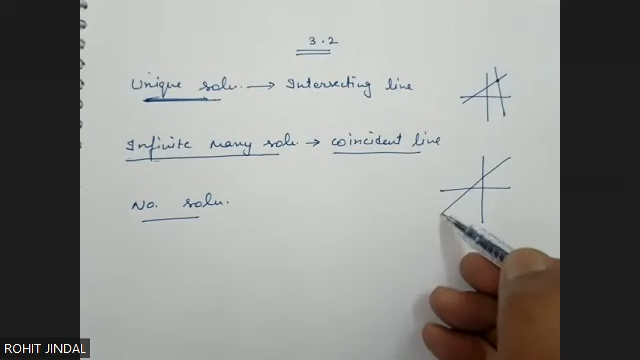 3.2
Unique solu. → Intersecting line
Infinite Many solu. → coincident line
No. solu.
ROHIT JINDAL